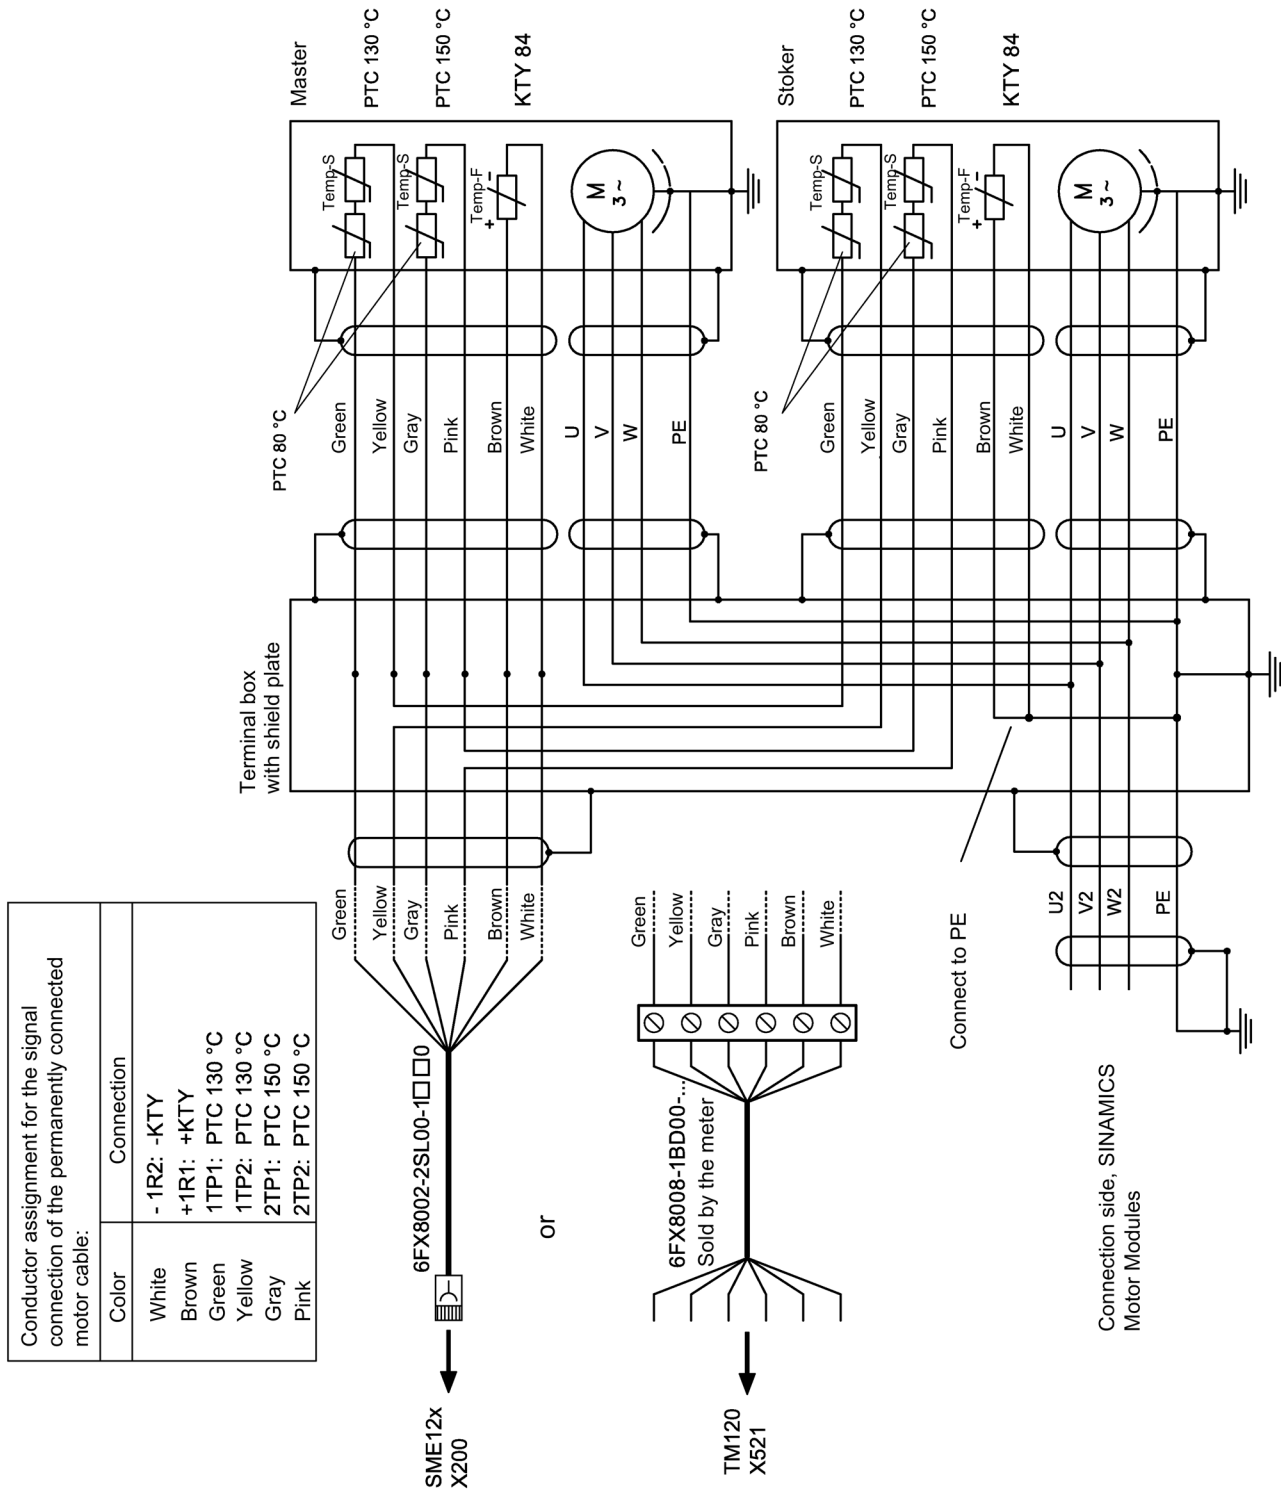 Conductor assignment for the signal
connection of the permanently connected
motor cable:
Color
Connection
White
- 1R2: -KTY
Brown
+1R1: +KTY
Green
1TP1: PTC 130 °C
Yellow
1TP2: PTC 130 °C
Gray
2TP1: PTC 150 °C
Pink
2TP2: PTC 150 °C
Terminal box
with shield plate
PTC 80 °C
Master
PTC 130 °C
PTC 150 °C
KTY 84
Temp-S
Temp-S
Temp-F
+
-
M
3 ~
Green
Yellow
Gray
Pink
Brown
White
U
V
W
PE
Green
Yellow
Gray
Pink
Brown
White
6FX8002-2SL00-1□ □0
SME12x
X200
or
Green
Yellow
Gray
Pink
Brown
White
6FX8008-1BD00-....
Sold by the meter
TM120
X521
PTC 80 °C
Stoker
PTC 130 °C
PTC 150 °C
KTY 84
Temp-S
Temp-S
Temp-F
+
-
M
3 ~
Green
Yellow
Gray
Pink
Brown
White
U
V
W
PE
Connect to PE
U2
V2
W2
PE
Connection side, SINAMICS
Motor Modules